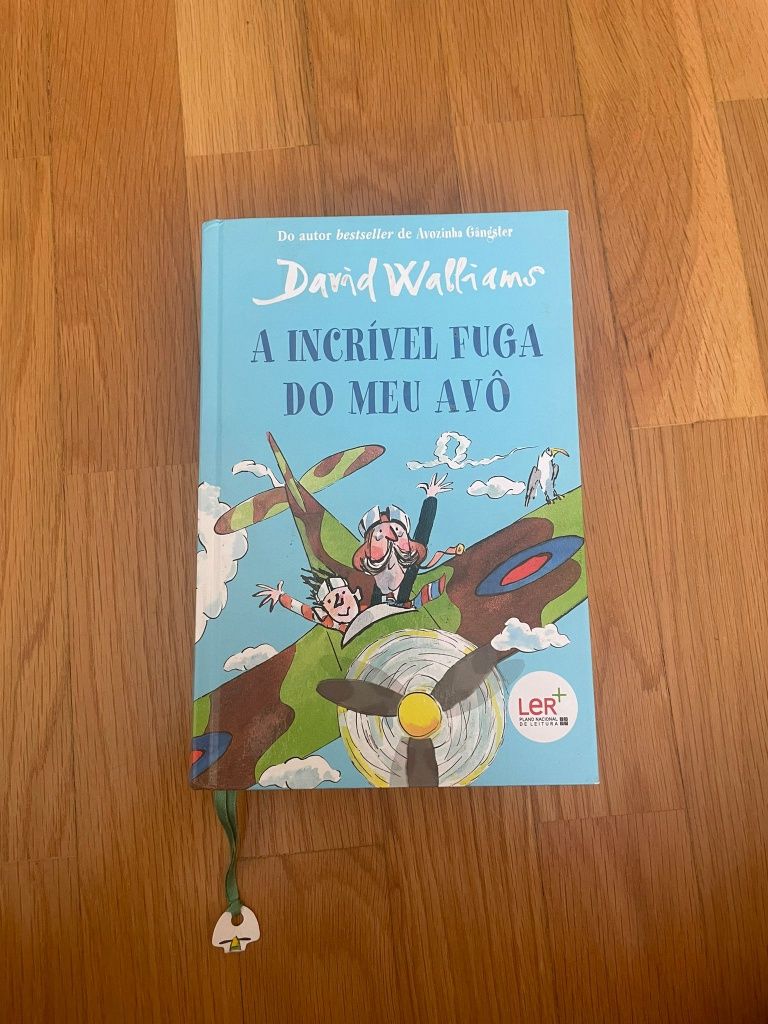 Do autor bestseller de Avozinha Gângster
David Walliams
A INCRÍVEL FUGA
DO MEU AVÔ
LeR+
PLANO NACIONAL
DE LEITURA